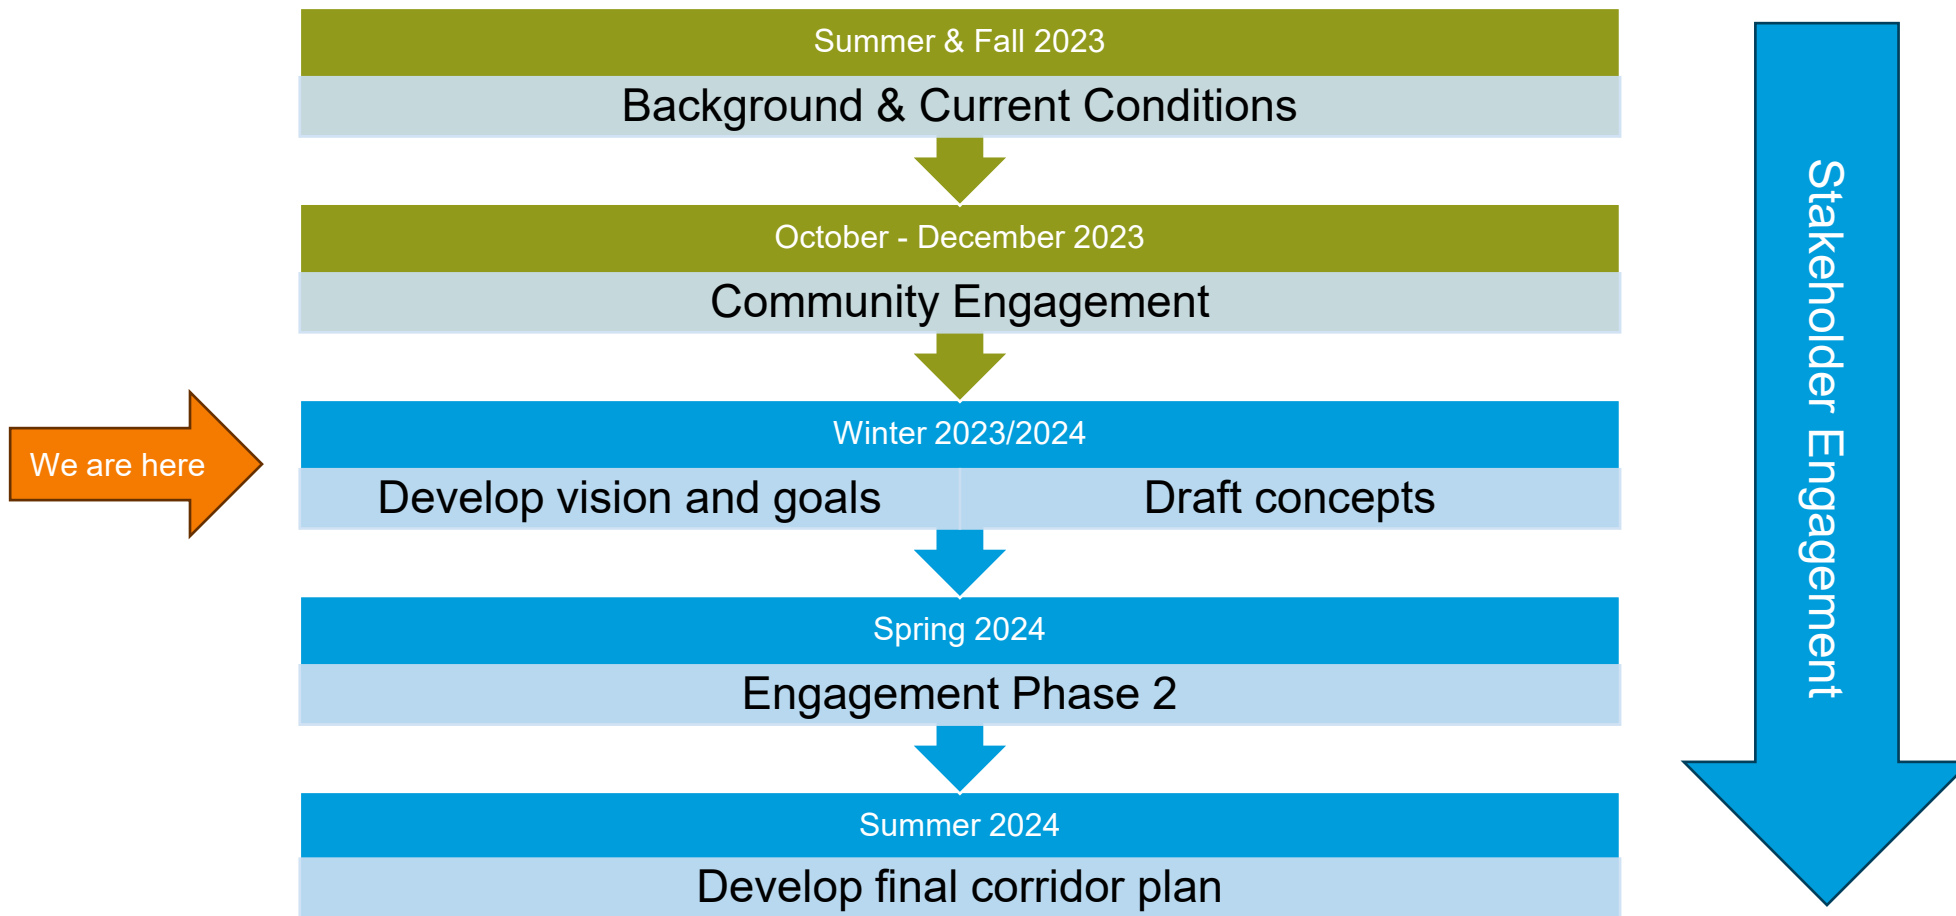 Summer & Fall 2023
Background & Current Conditions
October - December 2023
Community Engagement
We are here
Winter 2023/2024
Develop vision and goals
Draft concepts
Spring 2024
Engagement Phase 2
Summer 2024
Develop final corridor plan
Stakeholder Engagement